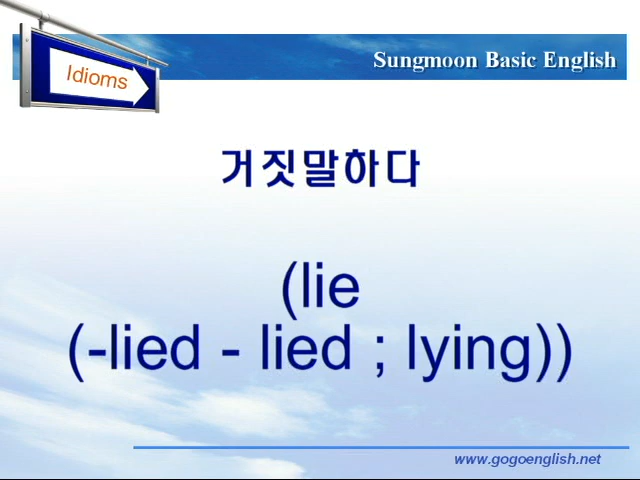 Idioms
Sungmoon Basic English
거짓말하다
(lie
(-lied - lied ; lying))
www.gogoenglish.net